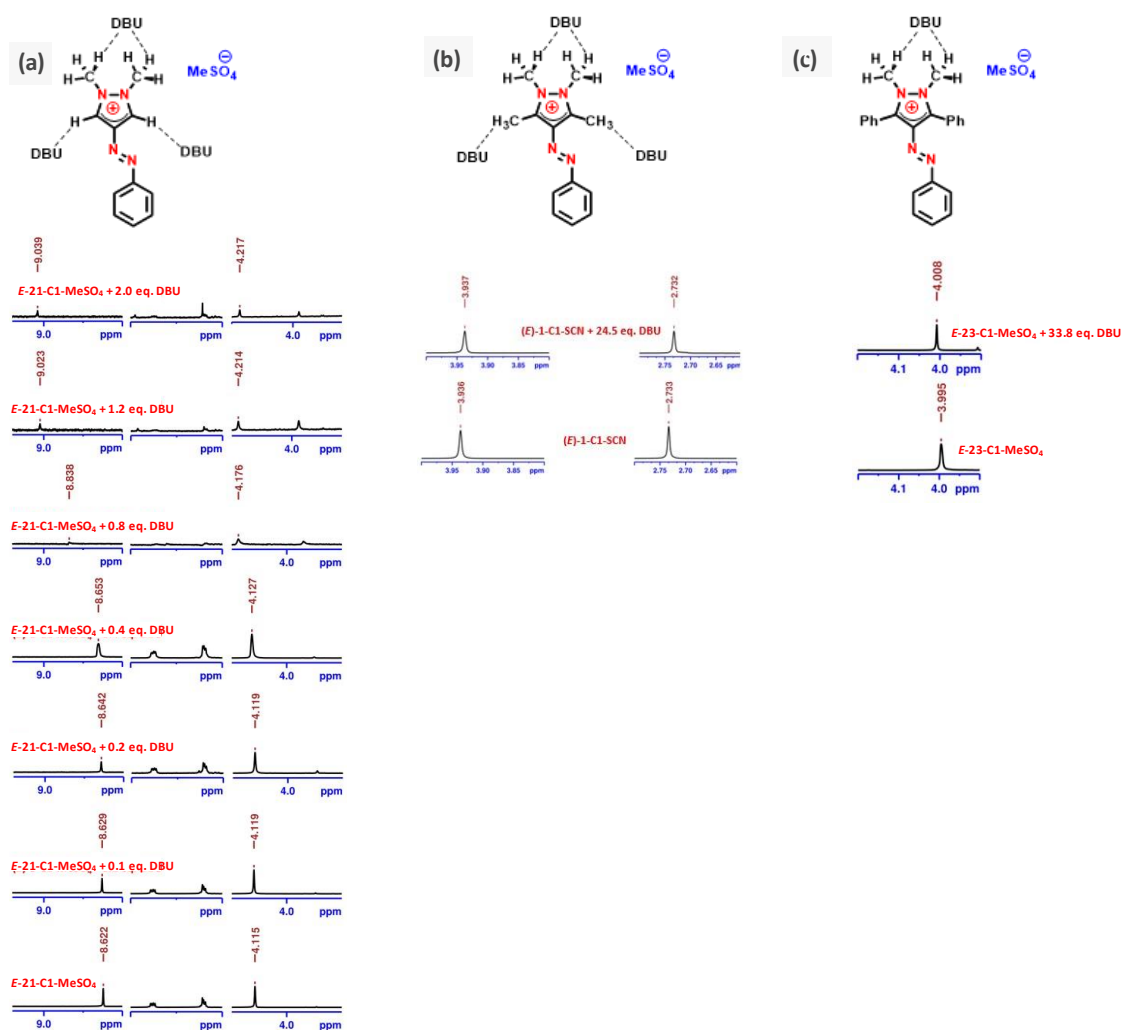 (a)
DBU
H H H H
H C C H
MeSO4 ⊖
N N
⊕
H H
DBU N DBU
N
9.039
4.217
E-21-C1-MeSO4 + 2.0 eq. DBU
9.0 ppm ppm 4.0 ppm
9.023
4.214
E-21-C1-MeSO4 + 1.2 eq. DBU
9.0 ppm ppm 4.0 ppm
8.838
4.176
E-21-C1-MeSO4 + 0.8 eq. DBU
9.0 ppm ppm 4.0 ppm
8.653
4.127
E-21-C1-MeSO4 + 0.4 eq. DBU
9.0 ppm ppm 4.0 ppm
8.642
4.119
E-21-C1-MeSO4 + 0.2 eq. DBU
9.0 ppm ppm 4.0 ppm
8.629
4.119
E-21-C1-MeSO4 + 0.1 eq. DBU
9.0 ppm ppm 4.0 ppm
8.622
4.115
E-21-C1-MeSO4
9.0 ppm ppm 4.0 ppm
(b)
DBU
H H H H
H C C H
MeSO4 ⊖
N N
⊕
H3C CH3
DBU N DBU
N
3.937
2.732
(E)-1-C1-SCN + 24.5 eq. DBU
3.95 3.90 ppm 2.75 2.70 2.65 ppm
3.936
2.733
(E)-1-C1-SCN
3.95 3.90 ppm 2.75 2.70 2.65 ppm
(c)
DBU
H H H H
H C C H
MeSO4 ⊖
N N
⊕
Ph Ph
N
N
4.008
E-23-C1-MeSO4 + 33.8 eq. DBU
4.1 4.0 ppm
3.995
E-23-C1-MeSO4
4.1 4.0 ppm